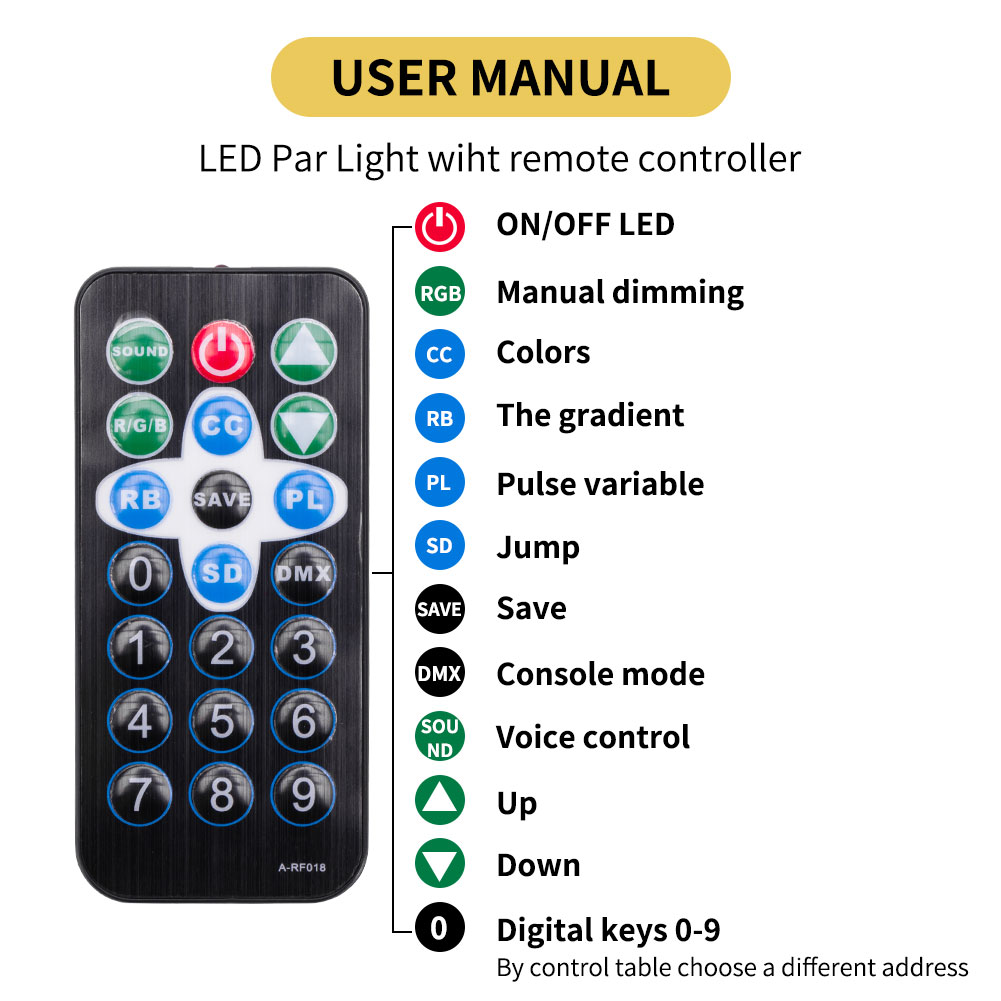 USER MANUAL
LED Par Light wiht remote controller
ON/OFF LED
RGB Manual dimming
CC Colors
RB The gradient
PL Pulse variable
SD Jump
SAVE Save
DMX Console mode
SOU
ND Voice control
Up
Down
0 Digital keys 0-9
By control table choose a different address
SOUND
R/G/B CC
RB SAVE PL
0 SD DMX
1 2 3
4 5 6
7 8 9
A-RF018